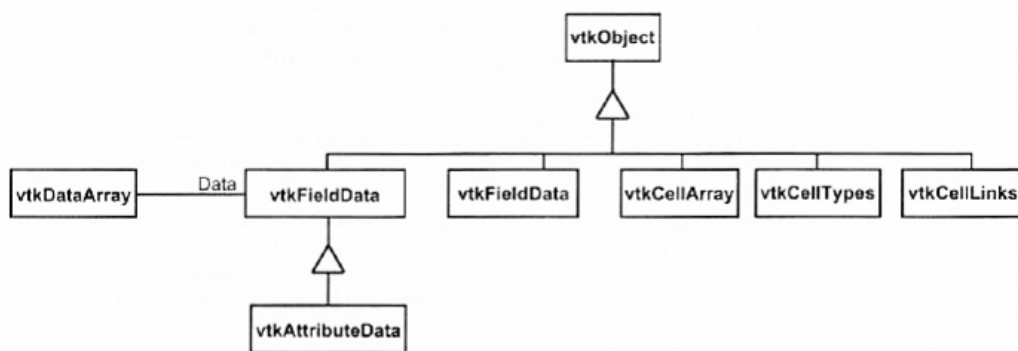 vtkObject
Data
vtkDataArray
vtkFieldData
vtkFieldData
vtkCellArray
vtkCellTypes
vtkCellLinks
vtkAttributeData